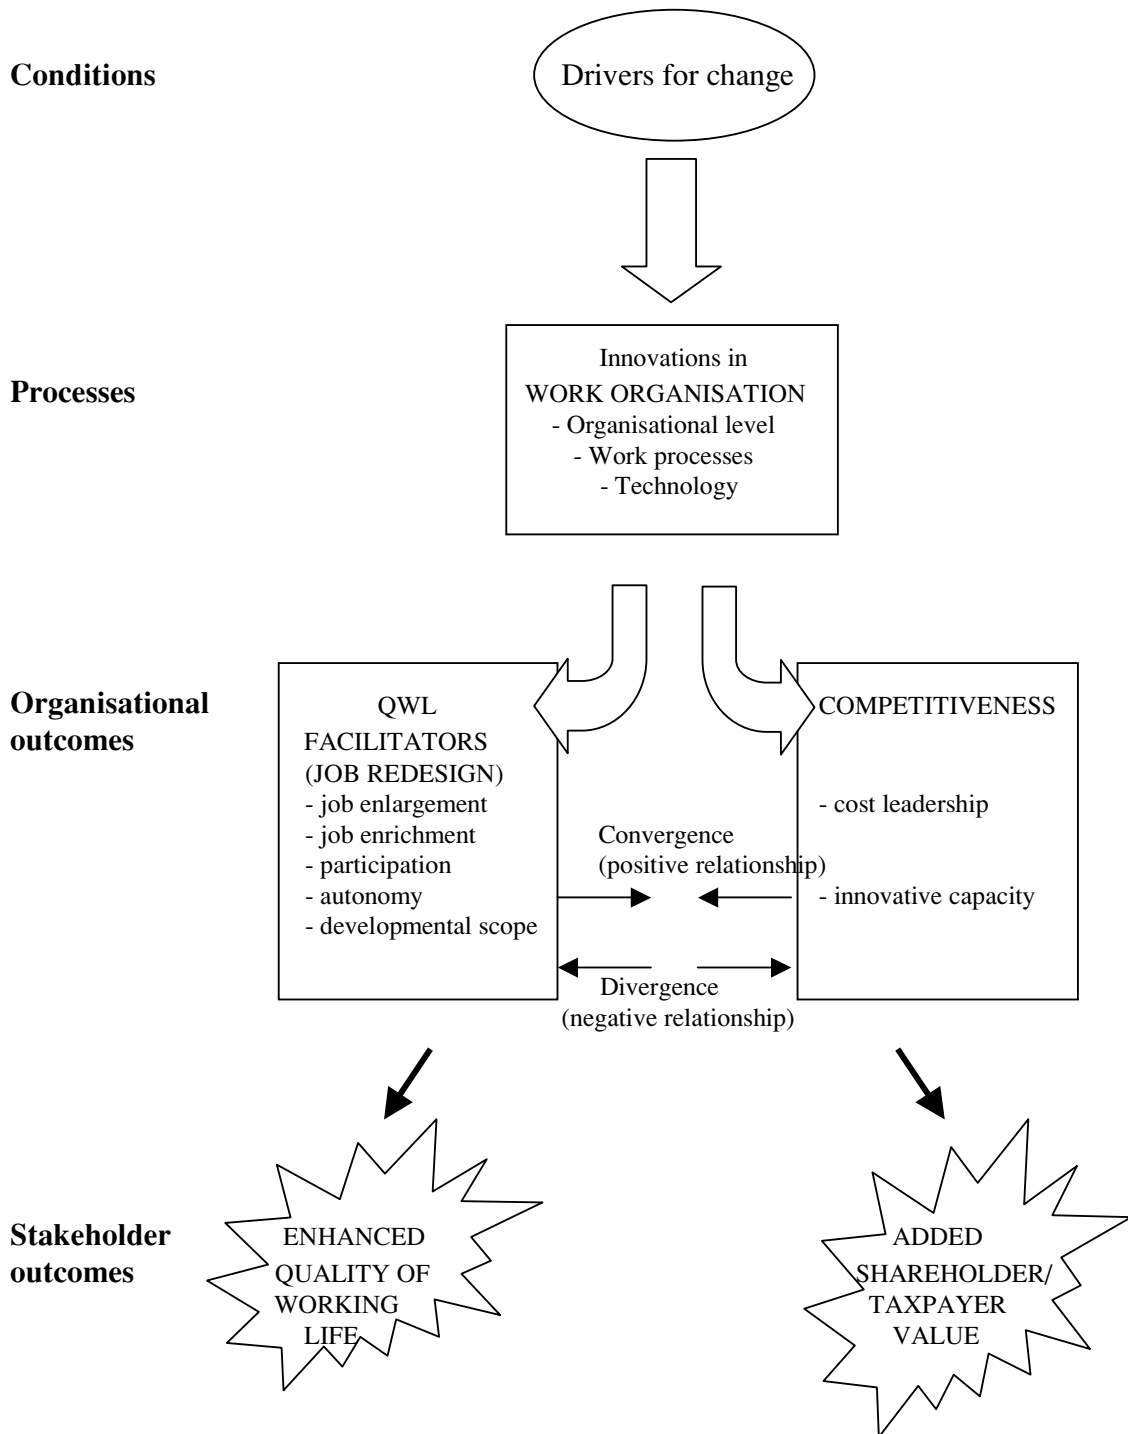 Conditions
Drivers for change
Processes
Innovations in
WORK ORGANISATION
- Organisational level
- Work processes
- Technology
Organisational
outcomes
QWL
FACILITATORS
(JOB REDESIGN)
- job enlargement
- job enrichment
- participation
- autonomy
- developmental scope
Convergence
(positive relationship)
Divergence
(negative relationship)
COMPETITIVENESS
- cost leadership
- innovative capacity
Stakeholder
outcomes
ENHANCED
QUALITY OF
WORKING
LIFE
ADDED
SHAREHOLDER/
TAXPAYER
VALUE